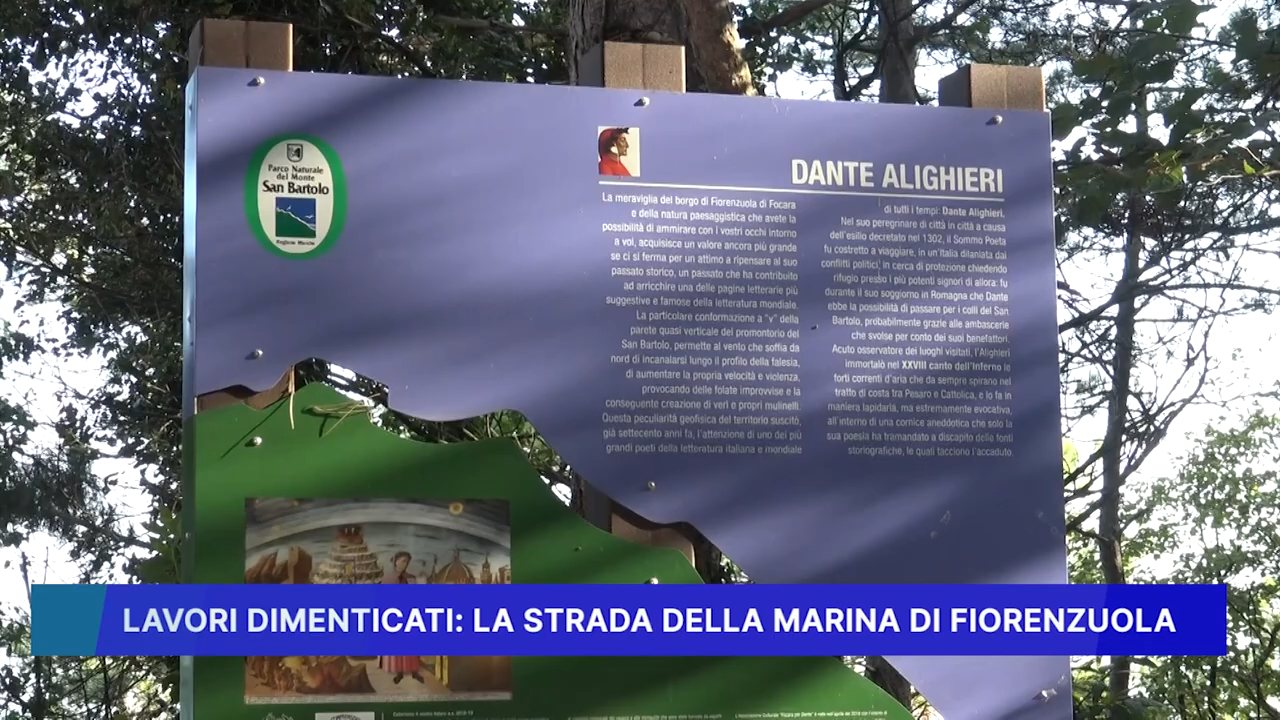 Parco Naturale
del Monte
San Bartolo
Regione Marche
DANTE ALIGHIERI
La meraviglia del borgo di Fiorenzuola di Focara
e della natura paesaggistica che avete la
possibilità di ammirare con i vostri occhi intorno
a voi, acquisisce un valore ancora più grande
se ci si ferma per un attimo a ripensare al suo
passato storico, un passato che ha contribuito
ad arricchire una delle pagine letterarie più
suggestive e famose della letteratura mondiale.
La particolare conformazione a "v" della
parete quasi verticale del promontorio del
San Bartolo, permette al vento che soffia da
nord di incanalarsi lungo il profilo della falesia,
di aumentare la propria velocità e violenza,
provocando delle folate improvvise e la
conseguente creazione di veri e propri mulinelli.
Questa peculiarità geofisica del territorio suscitò,
già settecento anni fa, l'attenzione di uno dei più
grandi poeti della letteratura italiana e mondiale
di tutti i tempi: Dante Alighieri.
Nel suo peregrinare di città in città a causa
dell'esilio decretato nel 1302, il Sommo Poeta
fu costretto a viaggiare, in un'Italia dilaniata dai
conflitti politici, in cerca di protezione chiedendo
rifugio presso i più potenti signori di allora: fu
durante il suo soggiorno in Romagna che Dante
ebbe la possibilità di passare per i colli del San
Bartolo, probabilmente grazie alle ambascerie
che svolse per conto dei suoi benefattori.
Acuto osservatore dei luoghi visitati, l'Alighieri
immortalò nel XXVIII canto dell'Inferno le
forti correnti d'aria che da sempre spirano nel
tratto di costa tra Pesaro e Cattolica, e lo fa in
maniera lapidaria, ma estremamente evocativa,
all'interno di una cornice aneddotica che solo la
sua poesia ha tramandato a discapito delle fonti
storiografiche, le quali tacciono l'accaduto.
LAVORI DIMENTICATI: LA STRADA DELLA MARINA DI FIORENZUOLA